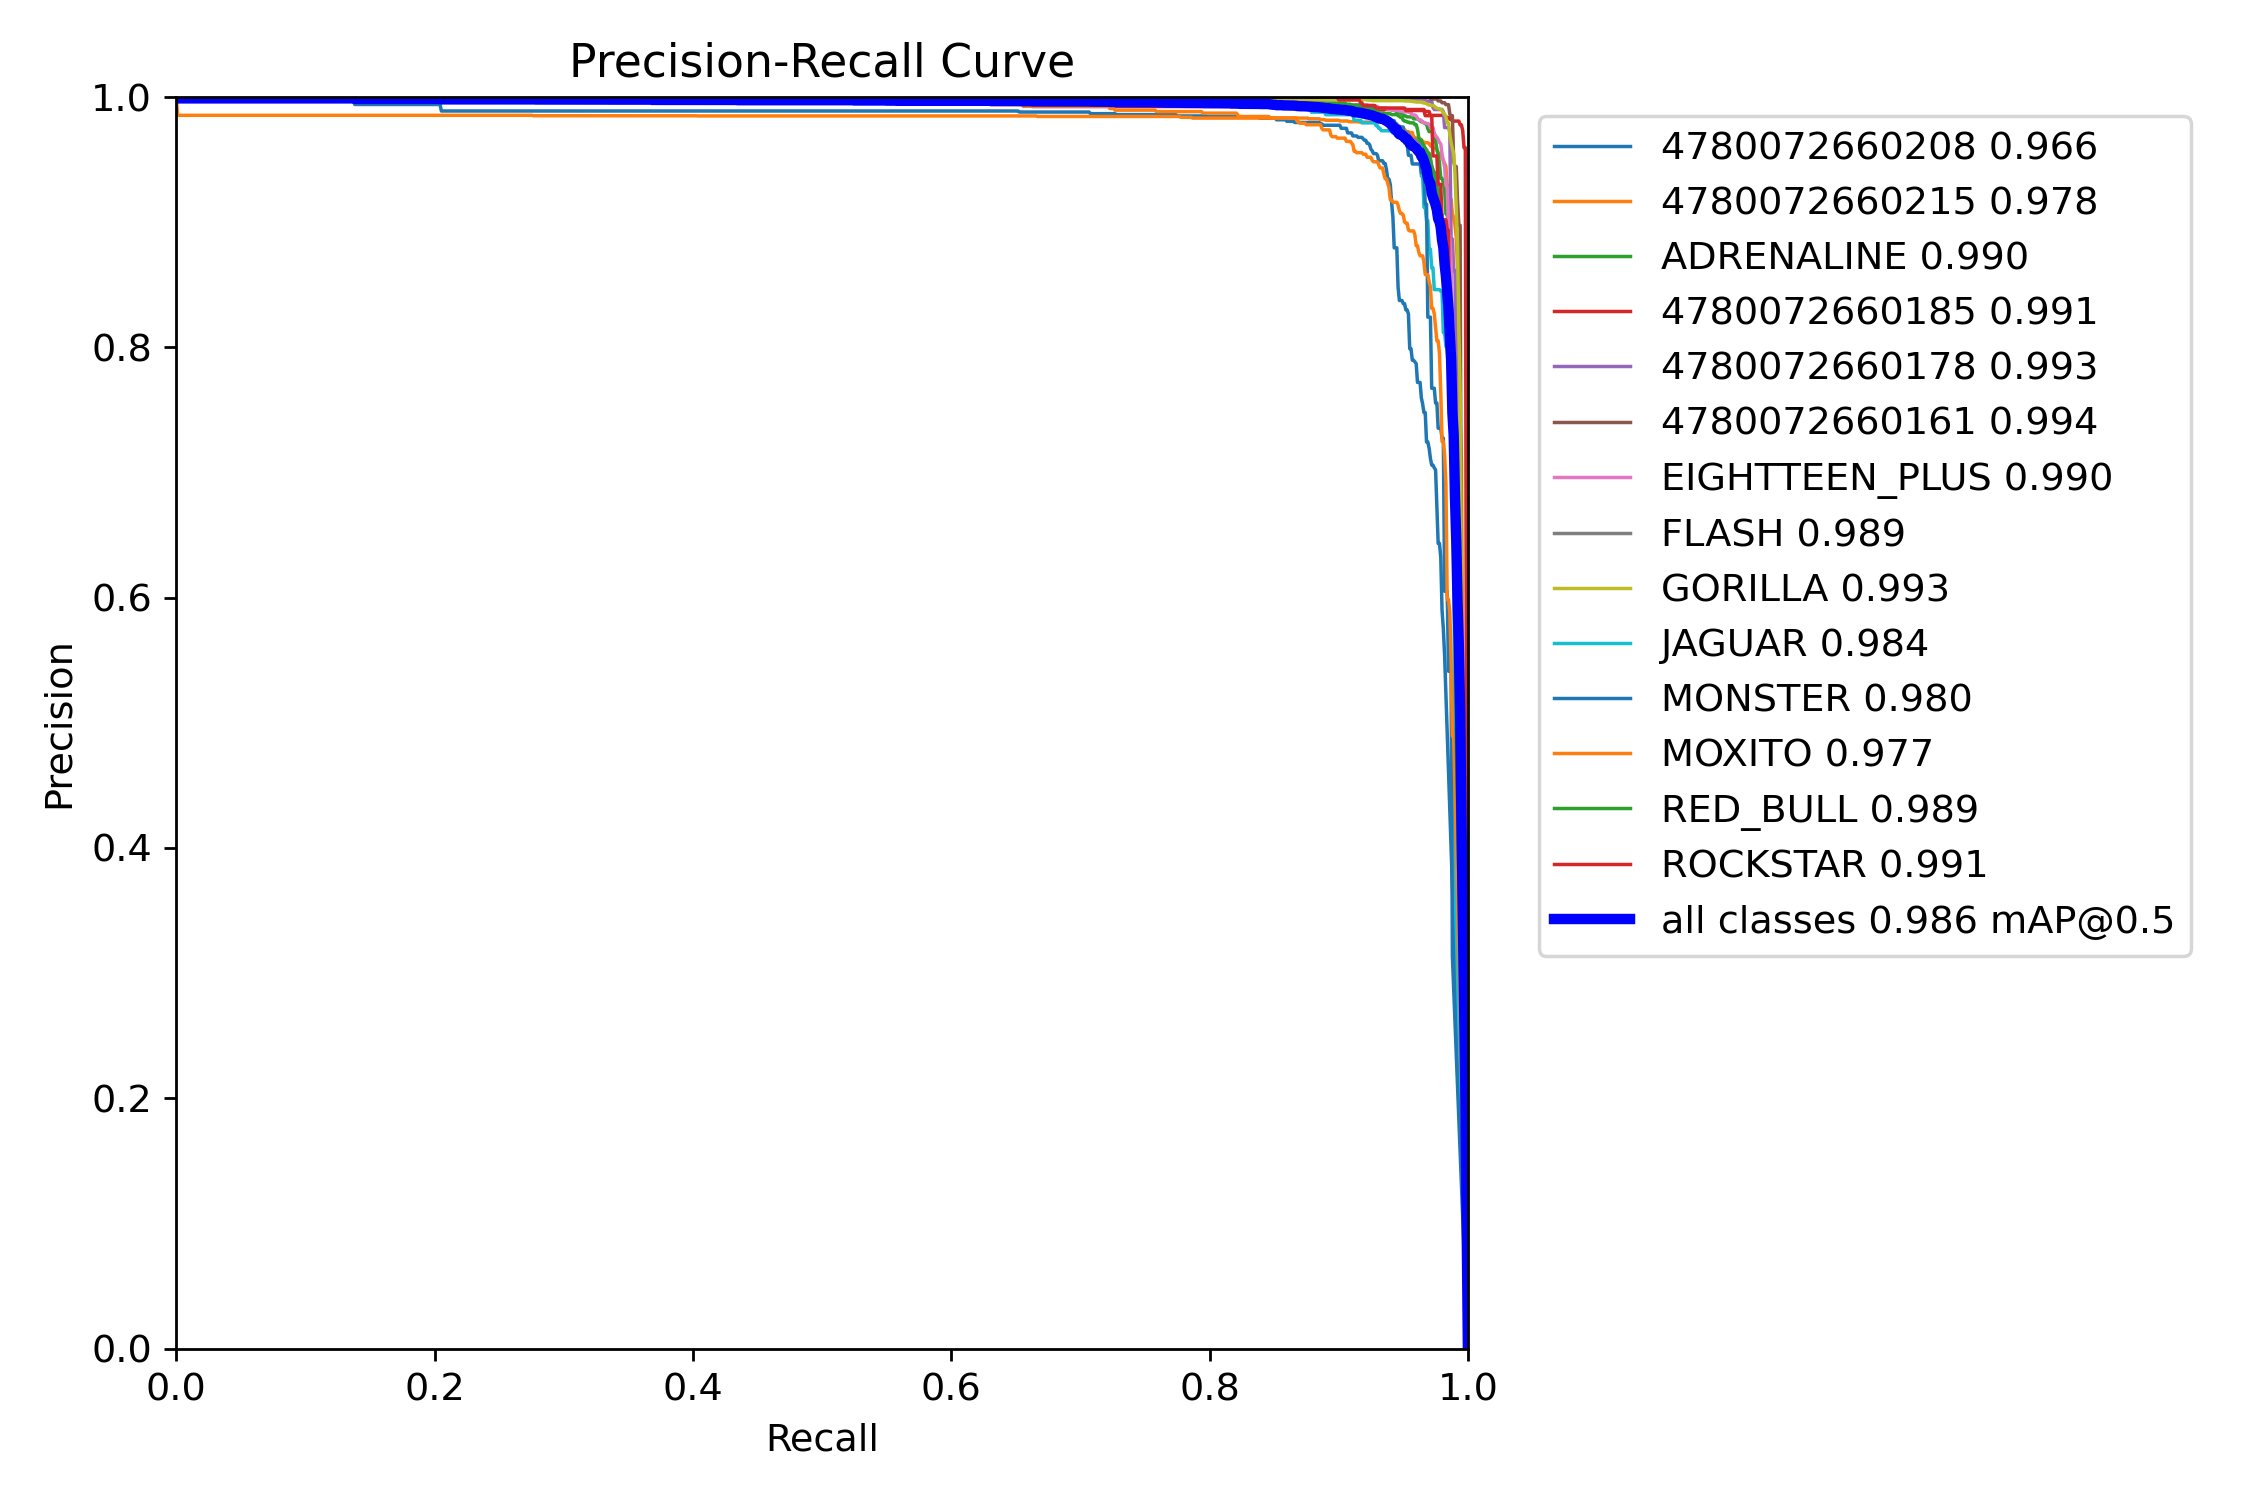 Precision-Recall Curve
1.0
0.8
0.6
0.4
0.2
0.0
Precision
0.0 0.2 0.4 0.6 0.8 1.0
Recall
4780072660208 0.966
4780072660215 0.978
ADRENALINE 0.990
4780072660185 0.991
4780072660178 0.993
4780072660161 0.994
EIGHTTEEN_PLUS 0.990
FLASH 0.989
GORILLA 0.993
JAGUAR 0.984
MONSTER 0.980
MOXITO 0.977
RED_BULL 0.989
ROCKSTAR 0.991
all classes 0.986 mAP@0.5